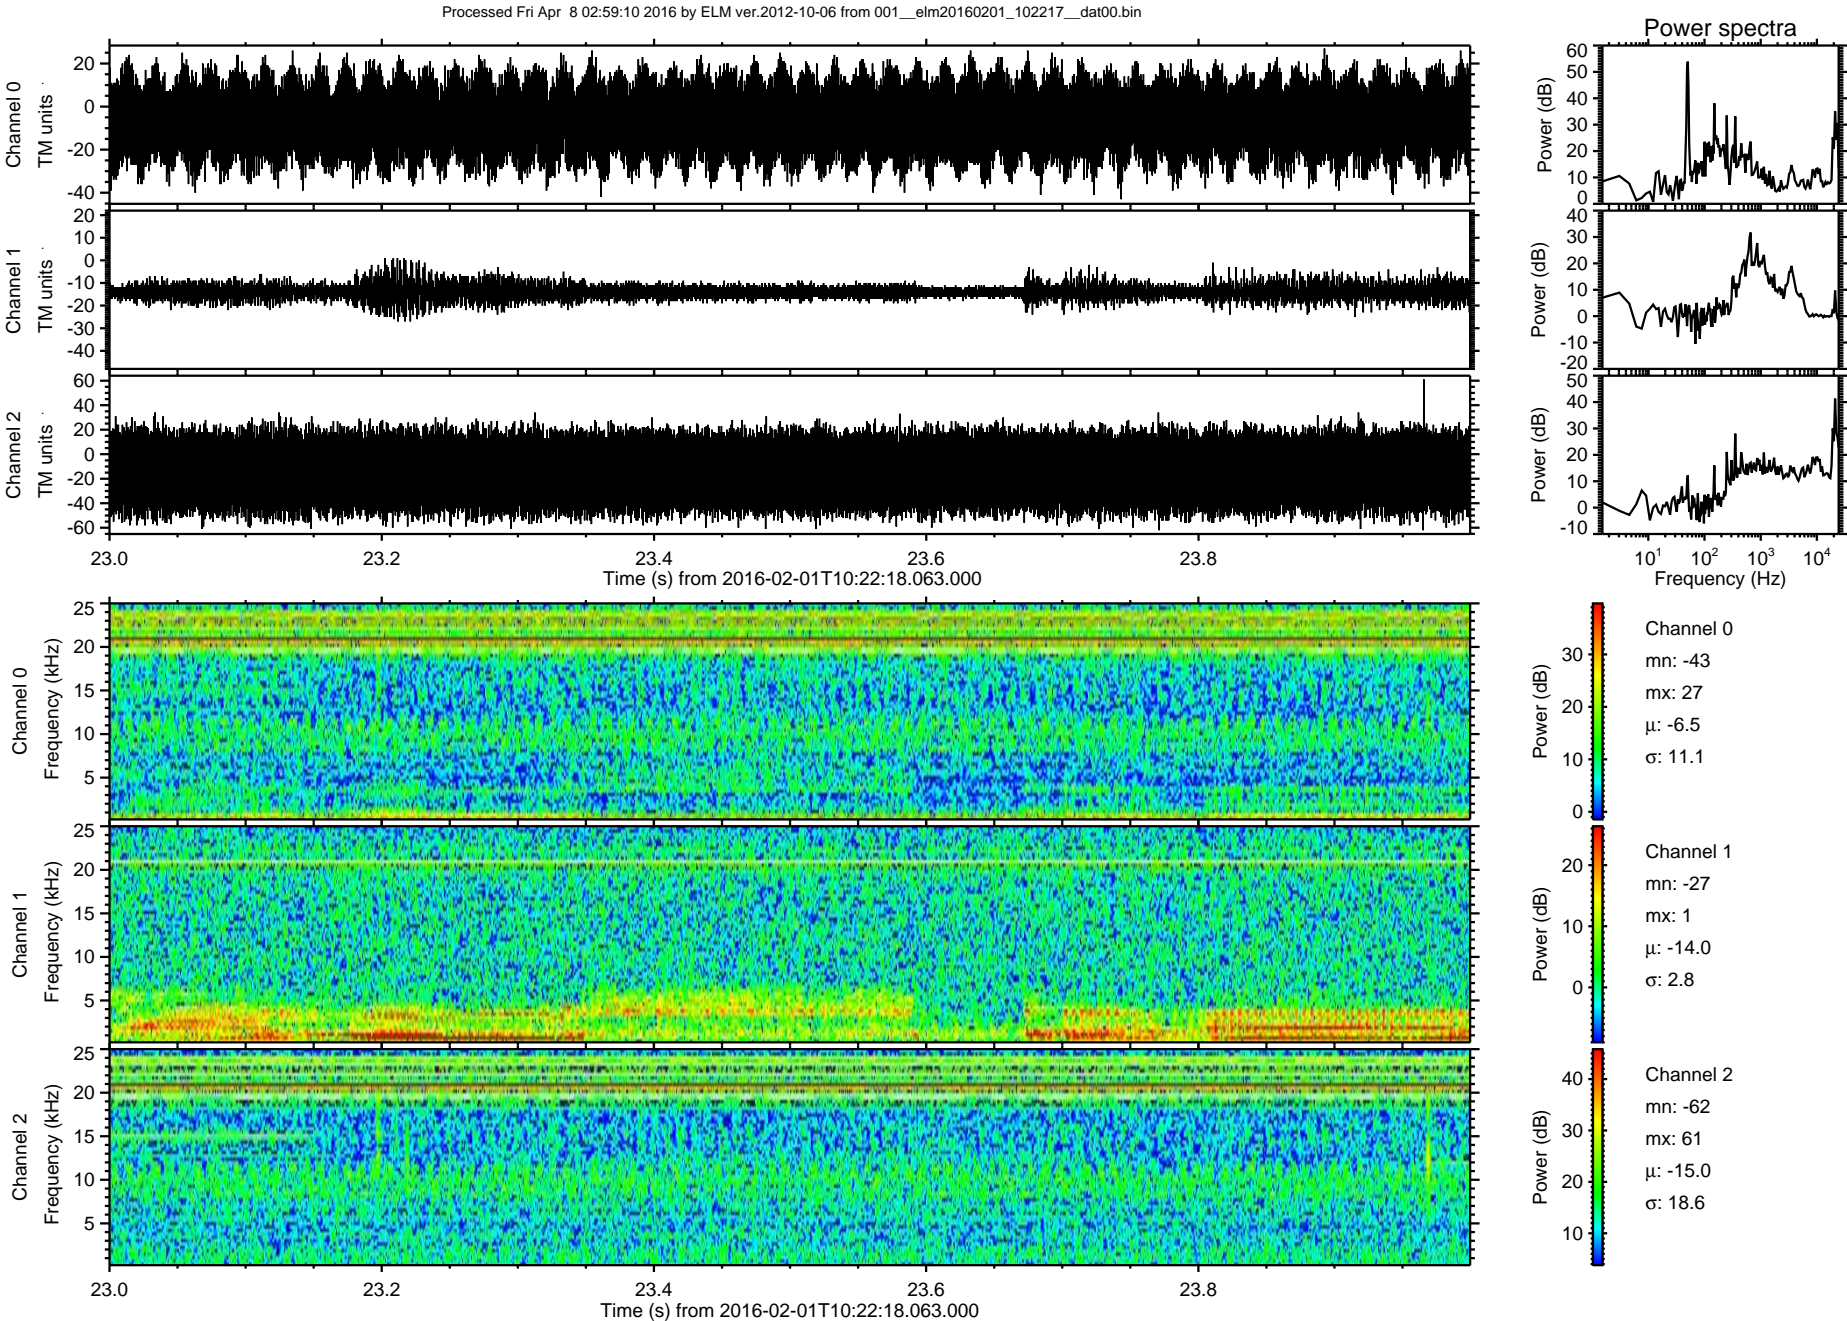 Processed Fri Apr  8 02:59:10 2016 by ELM ver.2012-10-06 from 001__elm20160201_102217__dat00.bin
Power spectra
Channel 0
TM units
20
0
-20
-40
Power (dB)
60
50
40
30
20
10
0
Channel 1
TM units
20
10
0
-10
-20
-30
-40
Power (dB)
40
30
20
10
0
-10
-20
Channel 2
TM units
60
40
20
0
-20
-40
-60
Power (dB)
50
40
30
20
10
0
-10
23.0 23.2 23.4 23.6 23.8
Time (s) from 2016-02-01T10:22:18.063.000
10¹ 10² 10³ 10⁴
Frequency (Hz)
Channel 0
Frequency (kHz)
25
20
15
10
5
Power (dB)
30
20
10
0
Channel 0
mn: -43
mx: 27
μ: -6.5
σ: 11.1
Channel 1
Frequency (kHz)
25
20
15
10
5
Power (dB)
20
10
0
Channel 1
mn: -27
mx: 1
μ: -14.0
σ: 2.8
Channel 2
Frequency (kHz)
25
20
15
10
5
Power (dB)
40
30
20
10
Channel 2
mn: -62
mx: 61
μ: -15.0
σ: 18.6
23.0 23.2 23.4 23.6 23.8
Time (s) from 2016-02-01T10:22:18.063.000